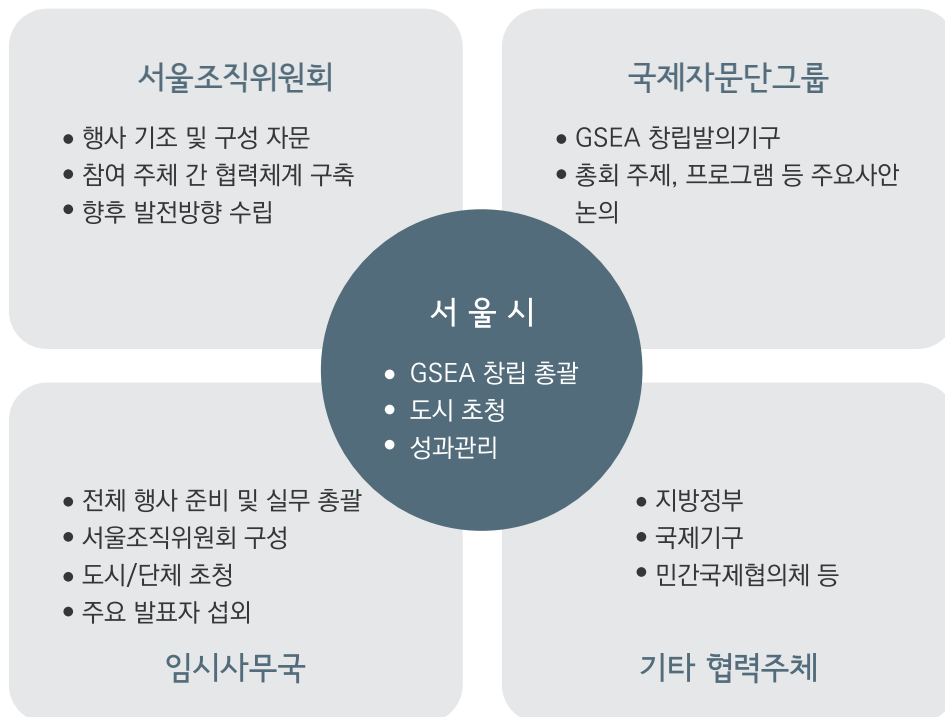 서울조직위원회
• 행사 기조 및 구성 자문
• 참여 주체 간 협력체계 구축
• 향후 발전방향 수립
국제자문단그룹
• GSEA 창립발의기구
• 총회 주제, 프로그램 등 주요사안
논의
서 울 시
• GSEA 창립 총괄
• 도시 초청
• 성과관리
• 전체 행사 준비 및 실무 총괄
• 서울조직위원회 구성
• 도시/단체 초청
• 주요 발표자 섭외
임시사무국
• 지방정부
• 국제기구
• 민간국제협의체 등
기타 협력주체